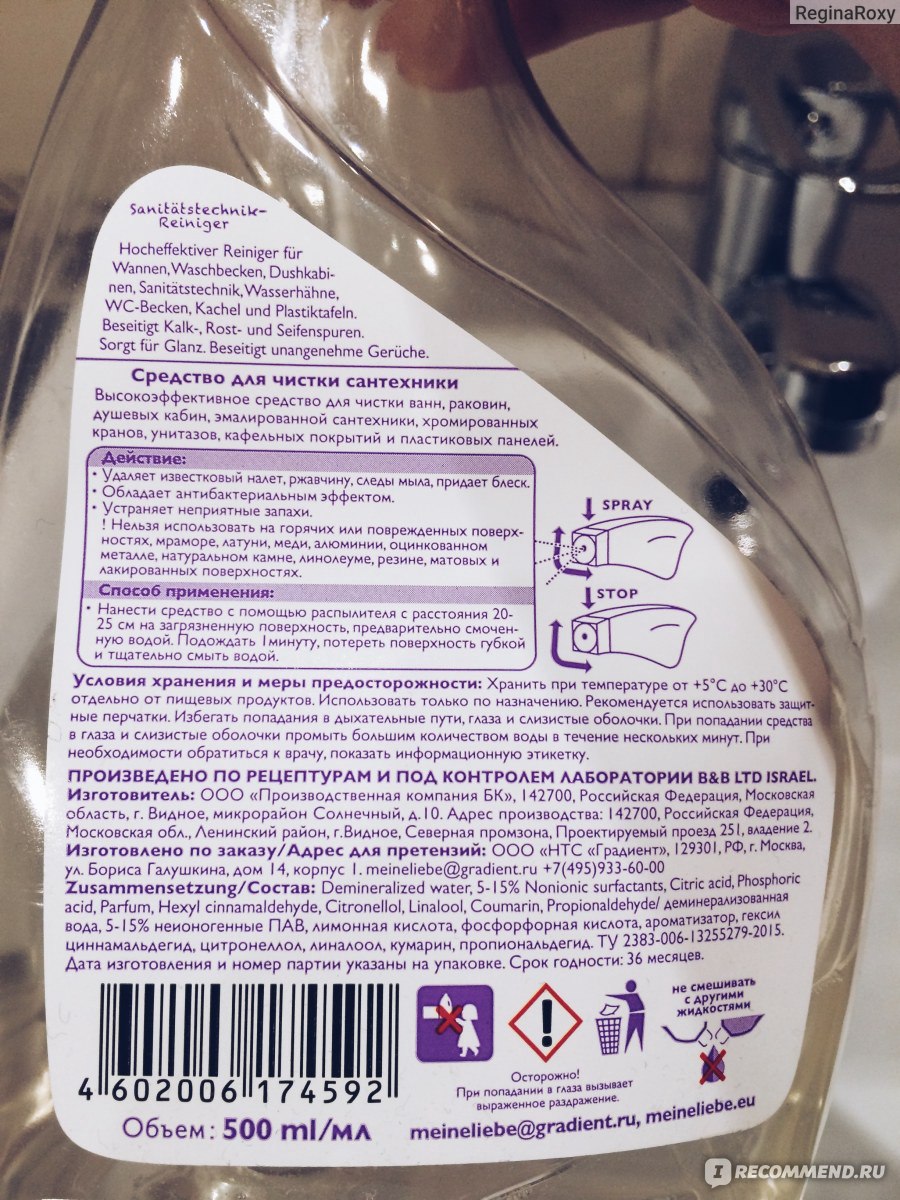 ReginaRoxy
Sanitätstechnik-
Reiniger
Hocheffektiver Reiniger für
Wannen, Waschbecken, Dushkabi-
nen, Sanitätstechnik, Wasserhähne,
WC-Becken, Kachel und Plastiktafeln.
Beseitigt Kalk-, Rost- und Seifenspuren.
Sorgt für Glanz. Beseitigt unangenehme Gerüche.
Средство для чистки сантехники
Высокоэффективное средство для чистки ванн, раковин,
душевых кабин, эмалированной сантехники, хромированных
кранов, унитазов, кафельных покрытий и пластиковых панелей.
Действие:
• Удаляет известковый налет, ржавчину, следы мыла, придает блеск.
• Обладает антибактериальным эффектом.
• Устраняет неприятные запахи.
! Нельзя использовать на горячих или поврежденных поверх-
ностях, мраморе, латуни, меди, алюминии, оцинкованном
металле, натуральном камне, линолеуме, резине, матовых и
лакированных поверхностях.
Способ применения:
• Нанести средство с помощью распылителя с расстояния 20-
25 см на загрязненную поверхность, предварительно смочен-
ную водой. Подождать 1минуту, потереть поверхность губкой
и тщательно смыть водой.
SPRAY
STOP
Условия хранения и меры предосторожности: Хранить при температуре от +5°C до +30°C
отдельно от пищевых продуктов. Использовать только по назначению. Рекомендуется использовать защит-
ные перчатки. Избегать попадания в дыхательные пути, глаза и слизистые оболочки. При попадании средства
в глаза и слизистые оболочки промыть большим количеством воды в течение нескольких минут. При
необходимости обратиться к врачу, показать информационную этикетку.
ПРОИЗВЕДЕНО ПО РЕЦЕПТУРАМ И ПОД КОНТРОЛЕМ ЛАБОРАТОРИИ B&B LTD ISRAEL.
Изготовитель: ООО «Производственная компания БК», 142700, Российская Федерация, Московская
область, г. Видное, микрорайон Солнечный, д.10. Адрес производства: 142700, Российская Федерация,
Московская обл., Ленинский район, г.Видное, Северная промзона, Проектируемый проезд 251, владение 2.
Изготовлено по заказу/Адрес для претензий: ООО «НТС «Градиент», 129301, РФ, г. Москва,
ул. Бориса Галушкина, дом 14, корпус 1. meineliebe@gradient.ru +7(495)933-60-00
Zusammensetzung/Состав: Demineralized water, 5-15% Nonionic surfactants, Citric acid, Phosphoric
acid, Parfum, Hexyl cinnamaldehyde, Citronellol, Linalool, Coumarin, Propionaldehyde/ деминерализованная
вода, 5-15% неионогенные ПАВ, лимонная кислота, фосфорфорная кислота, ароматизатор, гексил
циннамальдегид, цитронеллол, линалоол, кумарин, пропиональдегид. ТУ 2383-006-13255279-2015.
Дата изготовления и номер партии указаны на упаковке. Срок годности: 36 месяцев.
не смешивать
с другими
жидкостями
4 602006 174592
Осторожно!
При попадании в глаза вызывает
выраженное раздражение.
Объем: 500 ml/мл
meineliebe@gradient.ru, meineliebe.eu
IRECOMMEND.RU